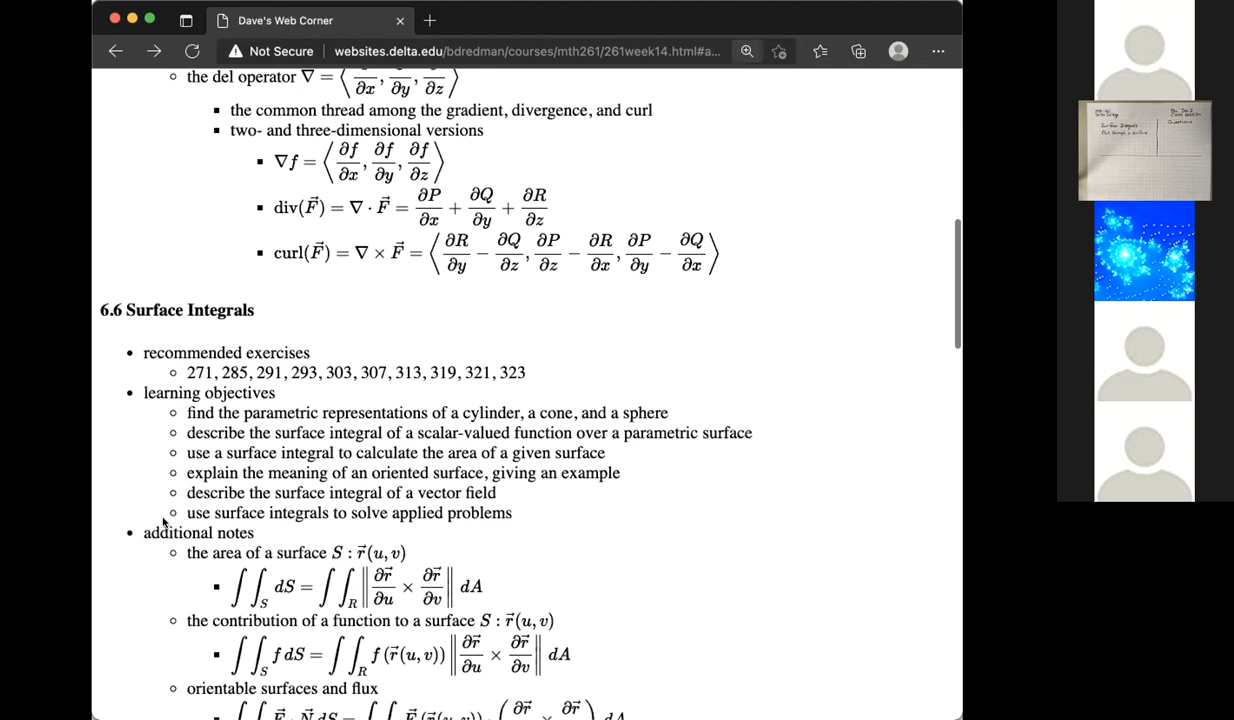 Dave's Web Corner
Not Secure websites.delta.edu/bdredman/courses/mth261/261week14.html#a...
◦ the del operator ∇ = ⟨∂/∂x, ∂/∂y, ∂/∂z⟩
▪ the common thread among the gradient, divergence, and curl
▪ two- and three-dimensional versions
▪ ∇f = ⟨∂f/∂x, ∂f/∂y, ∂f/∂z⟩
▪ div(F⃗) = ∇ · F⃗ = ∂P/∂x + ∂Q/∂y + ∂R/∂z
▪ curl(F⃗) = ∇ × F⃗ = ⟨∂R/∂y − ∂Q/∂z, ∂P/∂z − ∂R/∂x, ∂P/∂y − ∂Q/∂x⟩
6.6 Surface Integrals
• recommended exercises
◦ 271, 285, 291, 293, 303, 307, 313, 319, 321, 323
• learning objectives
◦ find the parametric representations of a cylinder, a cone, and a sphere
◦ describe the surface integral of a scalar-valued function over a parametric surface
◦ use a surface integral to calculate the area of a given surface
◦ explain the meaning of an oriented surface, giving an example
◦ describe the surface integral of a vector field
◦ use surface integrals to solve applied problems
• additional notes
◦ the area of a surface S : r⃗(u, v)
▪ ∫∫_S dS = ∫∫_R ‖∂r⃗/∂u × ∂r⃗/∂v‖ dA
◦ the contribution of a function to a surface S : r⃗(u, v)
▪ ∫∫_S f dS = ∫∫_R f (r⃗(u, v)) ‖∂r⃗/∂u × ∂r⃗/∂v‖ dA
◦ orientable surfaces and flux
Surface Integrals
Flux through a surface